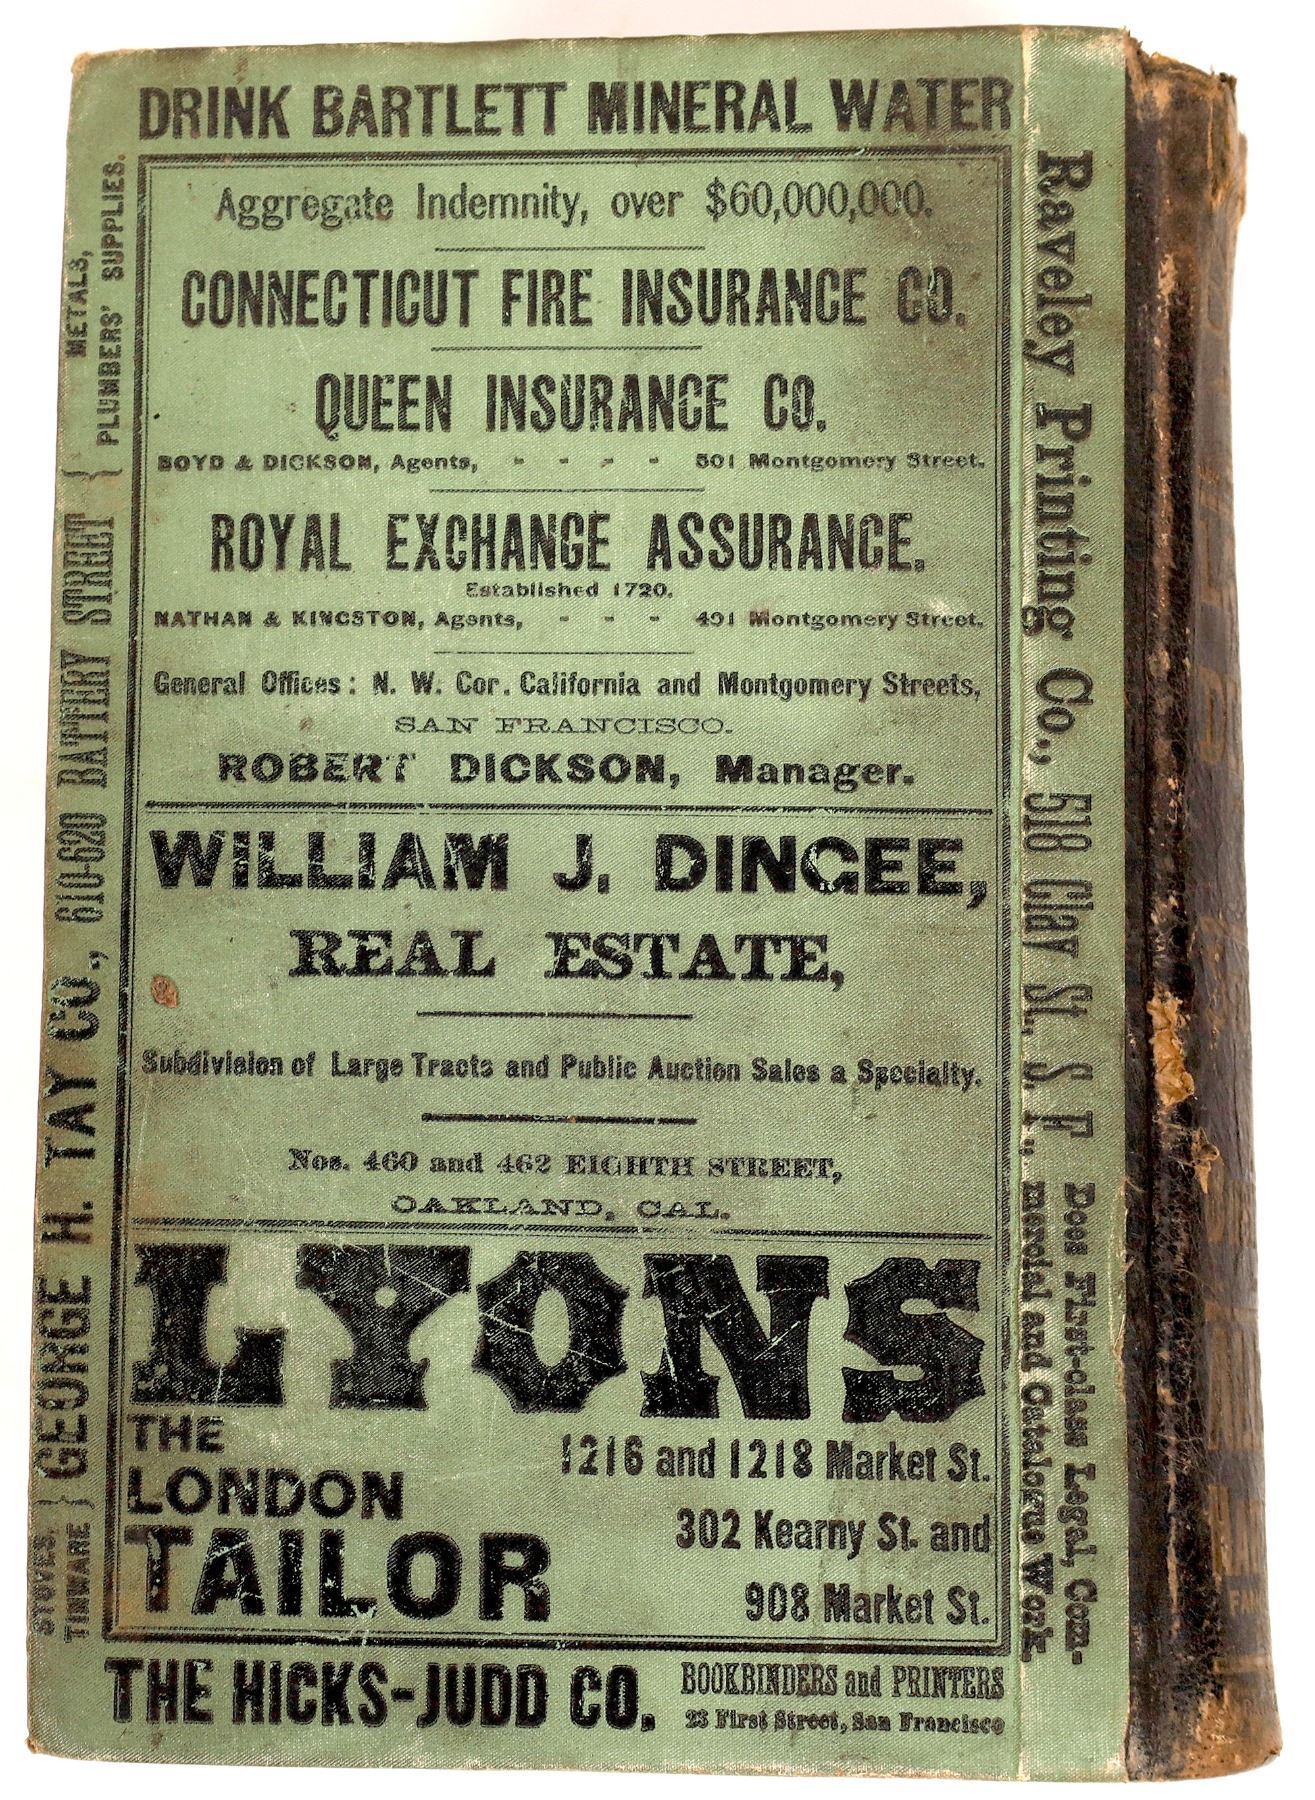 DRINK BARTLETT MINERAL WATER
Aggregate Indemnity, over $60,000,000.
CONNECTICUT FIRE INSURANCE CO.
QUEEN INSURANCE CO.
BOYD & DICKSON, Agents, - - - - 501 Montgomery Street.
ROYAL EXCHANGE ASSURANCE.
Established 1720.
NATHAN & KINGSTON, Agents, - - - 401 Montgomery Street.
General Offices: N. W. Cor. California and Montgomery Streets,
SAN FRANCISCO.
ROBERT DICKSON, Manager.
WILLIAM J. DINGEE,
REAL ESTATE,
Subdivision of Large Tracts and Public Auction Sales a Specialty.
Nos. 460 and 462 EIGHTH STREET,
OAKLAND, CAL.
LYONS
THE
LONDON
TAILOR
1216 and 1218 Market St.
302 Kearny St. and
908 Market St.
THE HICKS-JUDD CO.
BOOKBINDERS and PRINTERS
23 First Street, San Francisco
STOVES,
TINWARE } GEORGE H. TAY CO., 610-620 BATTERY STREET {
METALS,
PLUMBERS' SUPPLIES.
Raveley Printing Co., 518 Clay St., S. F.,
Does First-class Legal, Com-
mercial and Catalogue Work